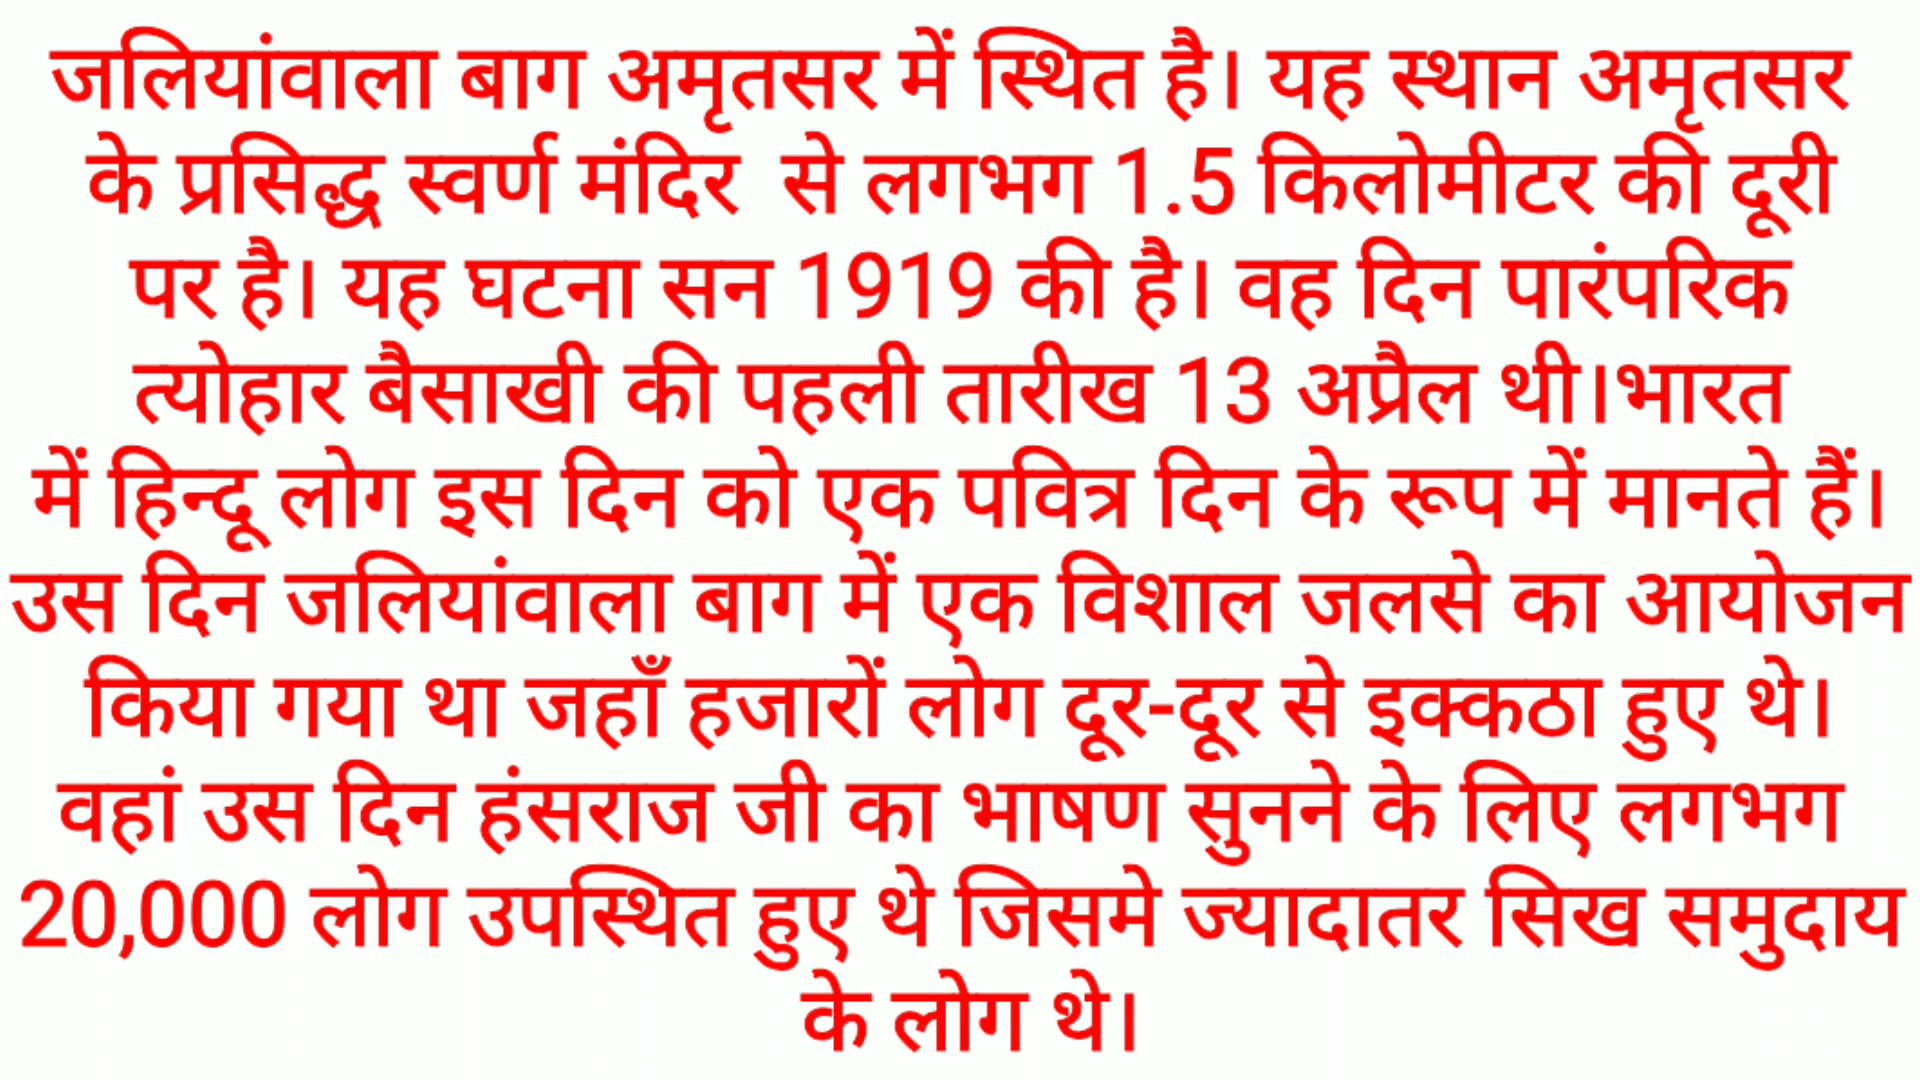 जलियांवाला बाग अमृतसर में स्थित है। यह स्थान अमृतसर
के प्रसिद्ध स्वर्ण मंदिर से लगभग 1.5 किलोमीटर की दूरी
पर है। यह घटना सन 1919 की है। वह दिन पारंपरिक
त्योहार बैसाखी की पहली तारीख 13 अप्रैल थी।भारत
में हिन्दू लोग इस दिन को एक पवित्र दिन के रूप में मानते हैं।
उस दिन जलियांवाला बाग में एक विशाल जलसे का आयोजन
किया गया था जहाँ हजारों लोग दूर-दूर से इक्कठा हुए थे।
वहां उस दिन हंसराज जी का भाषण सुनने के लिए लगभग
20,000 लोग उपस्थित हुए थे जिसमे ज्यादातर सिख समुदाय
के लोग थे।